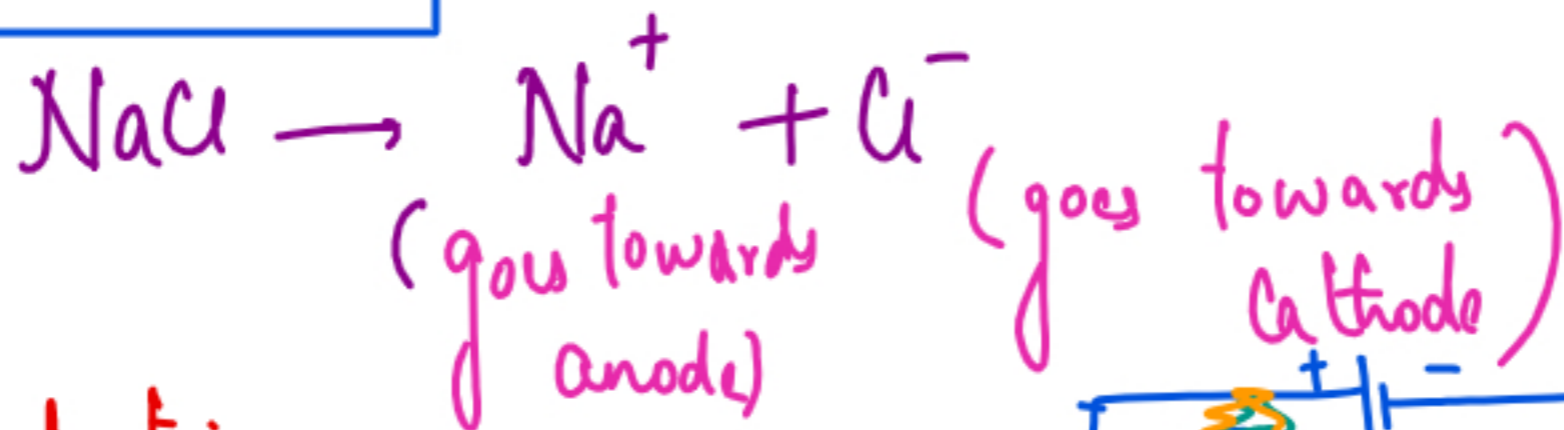 NaCl → Na⁺ + Cl⁻
(goes towards anode)
(goes towards cathode)
+ −